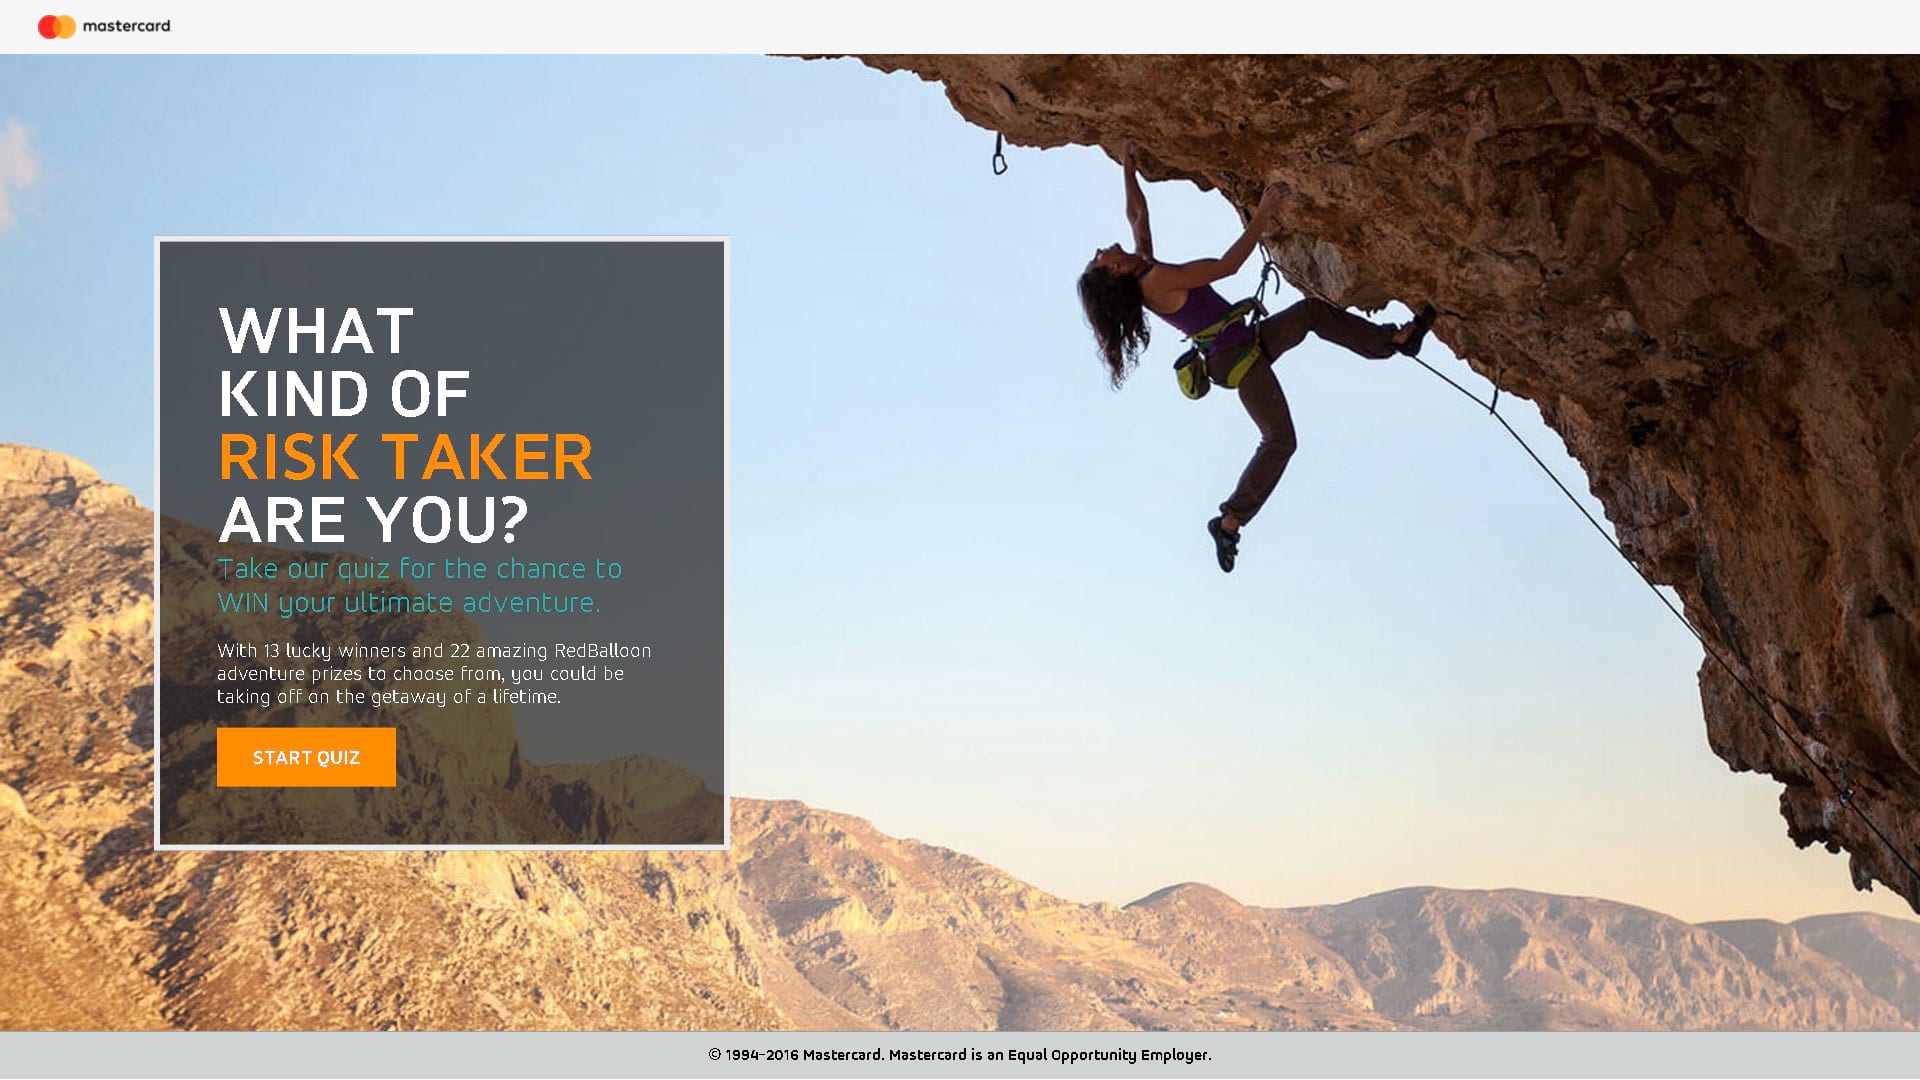 mastercard
WHAT
KIND OF
RISK TAKER
ARE YOU?
Take our quiz for the chance to
WIN your ultimate adventure.
With 13 lucky winners and 22 amazing RedBalloon
adventure prizes to choose from, you could be
taking off on the getaway of a lifetime.
START QUIZ
© 1994-2016 Mastercard. Mastercard is an Equal Opportunity Employer.